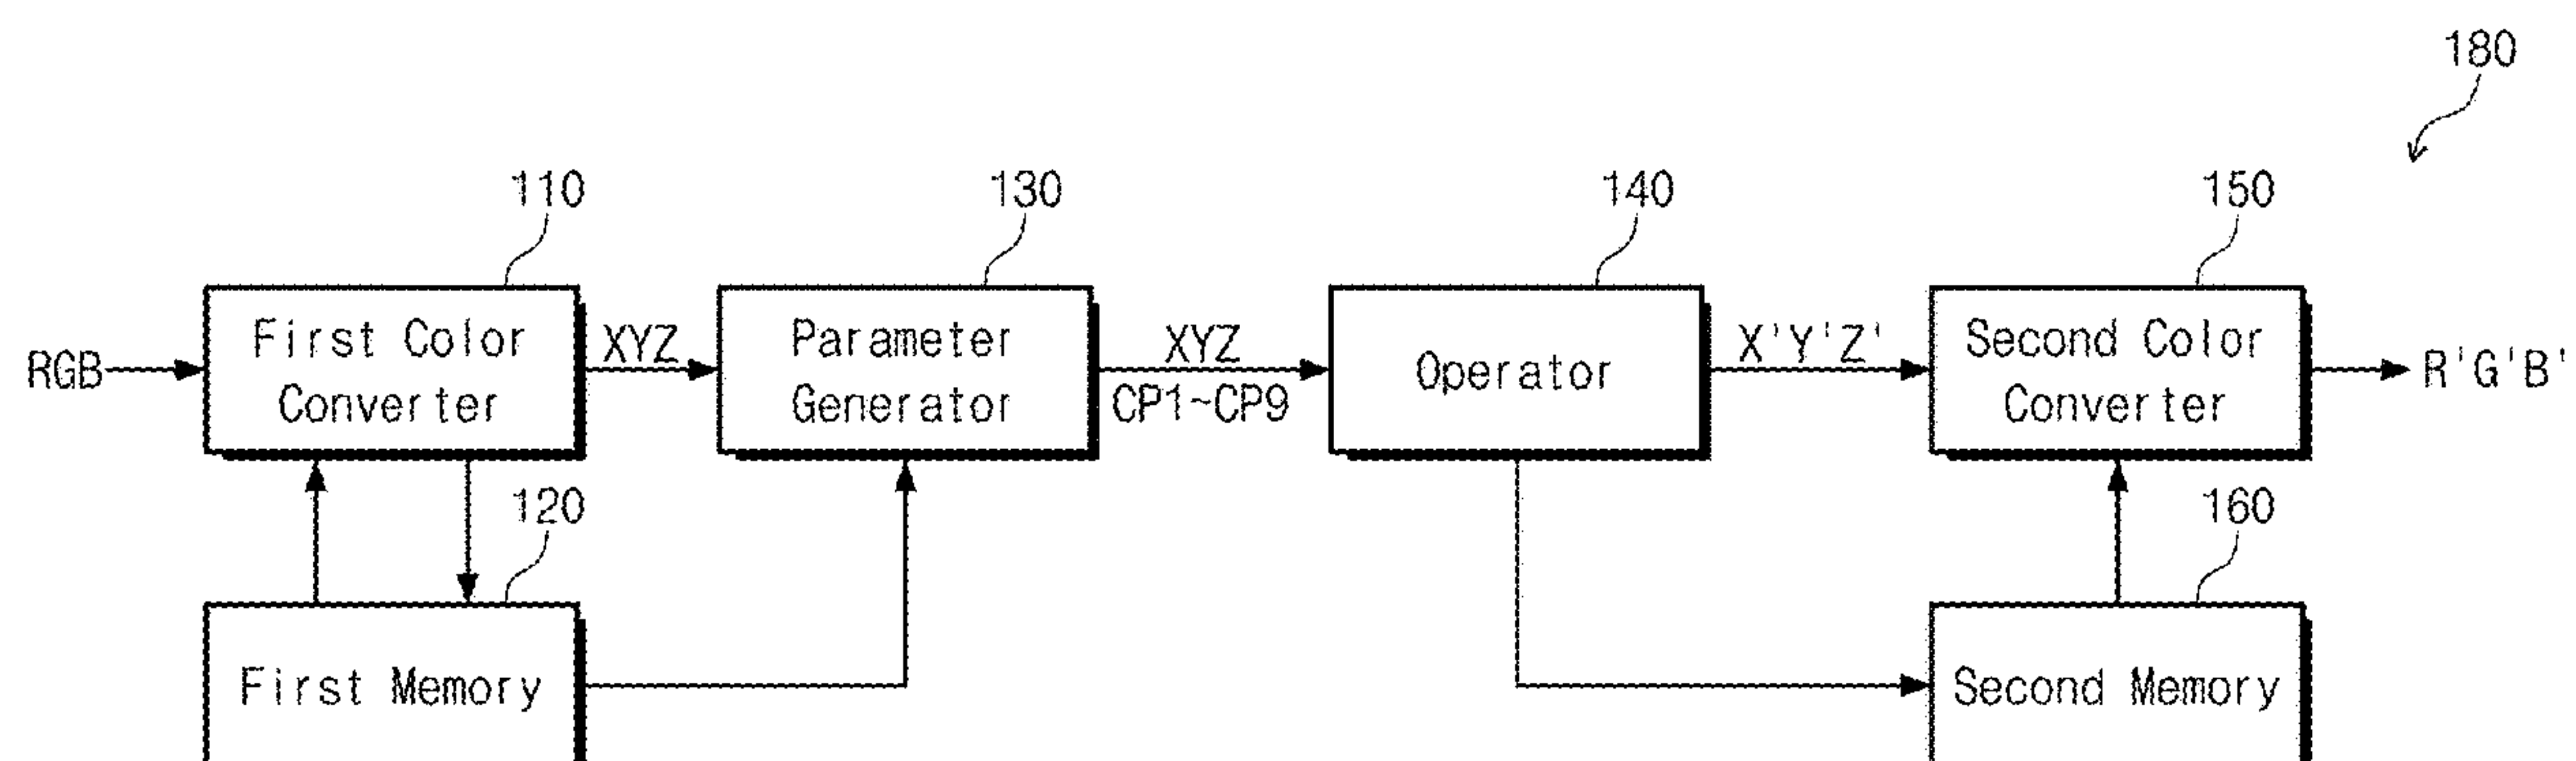 180
110
130
140
150
First Color
Converter
Parameter
Generator
Operator
Second Color
Converter
RGB
XYZ
XYZ
CP1~CP9
X'Y'Z'
R'G'B'
120
160
First Memory
Second Memory